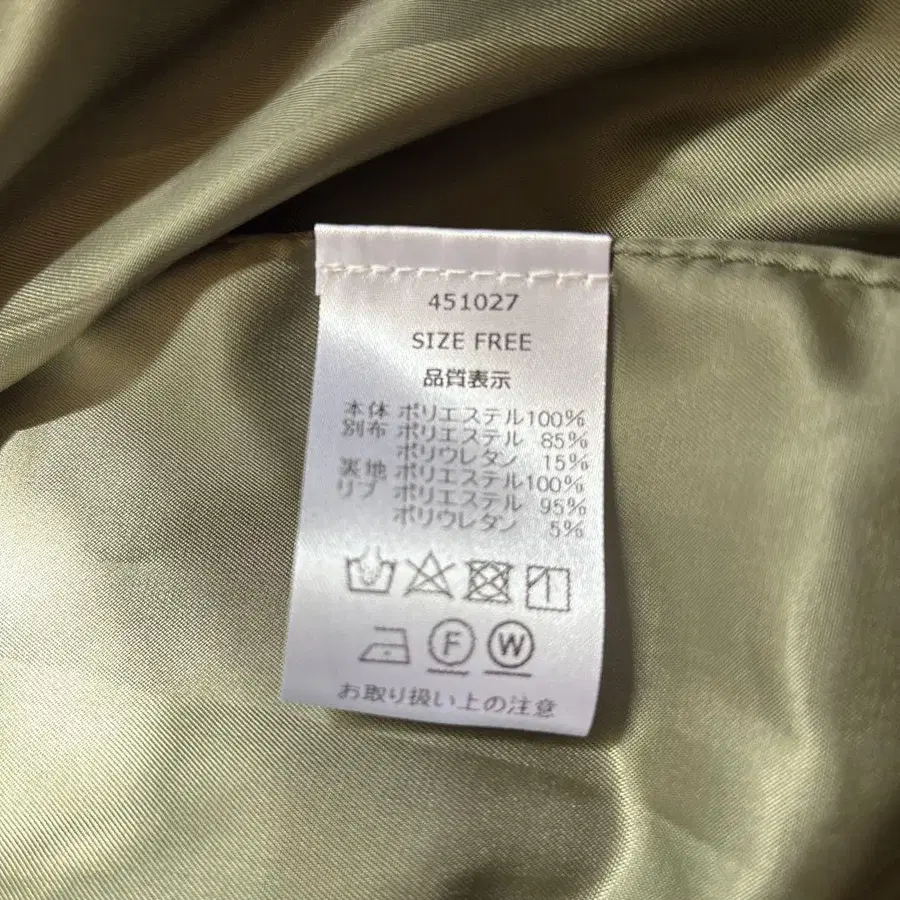 451027
SIZE FREE
品質表示
本体 ポリエステル100%
別布 ポリエステル 85%
ポリウレタン 15%
裏地 ポリエステル100%
リブ ポリエステル 95%
ポリウレタン 5%
F W
お取り扱い上の注意